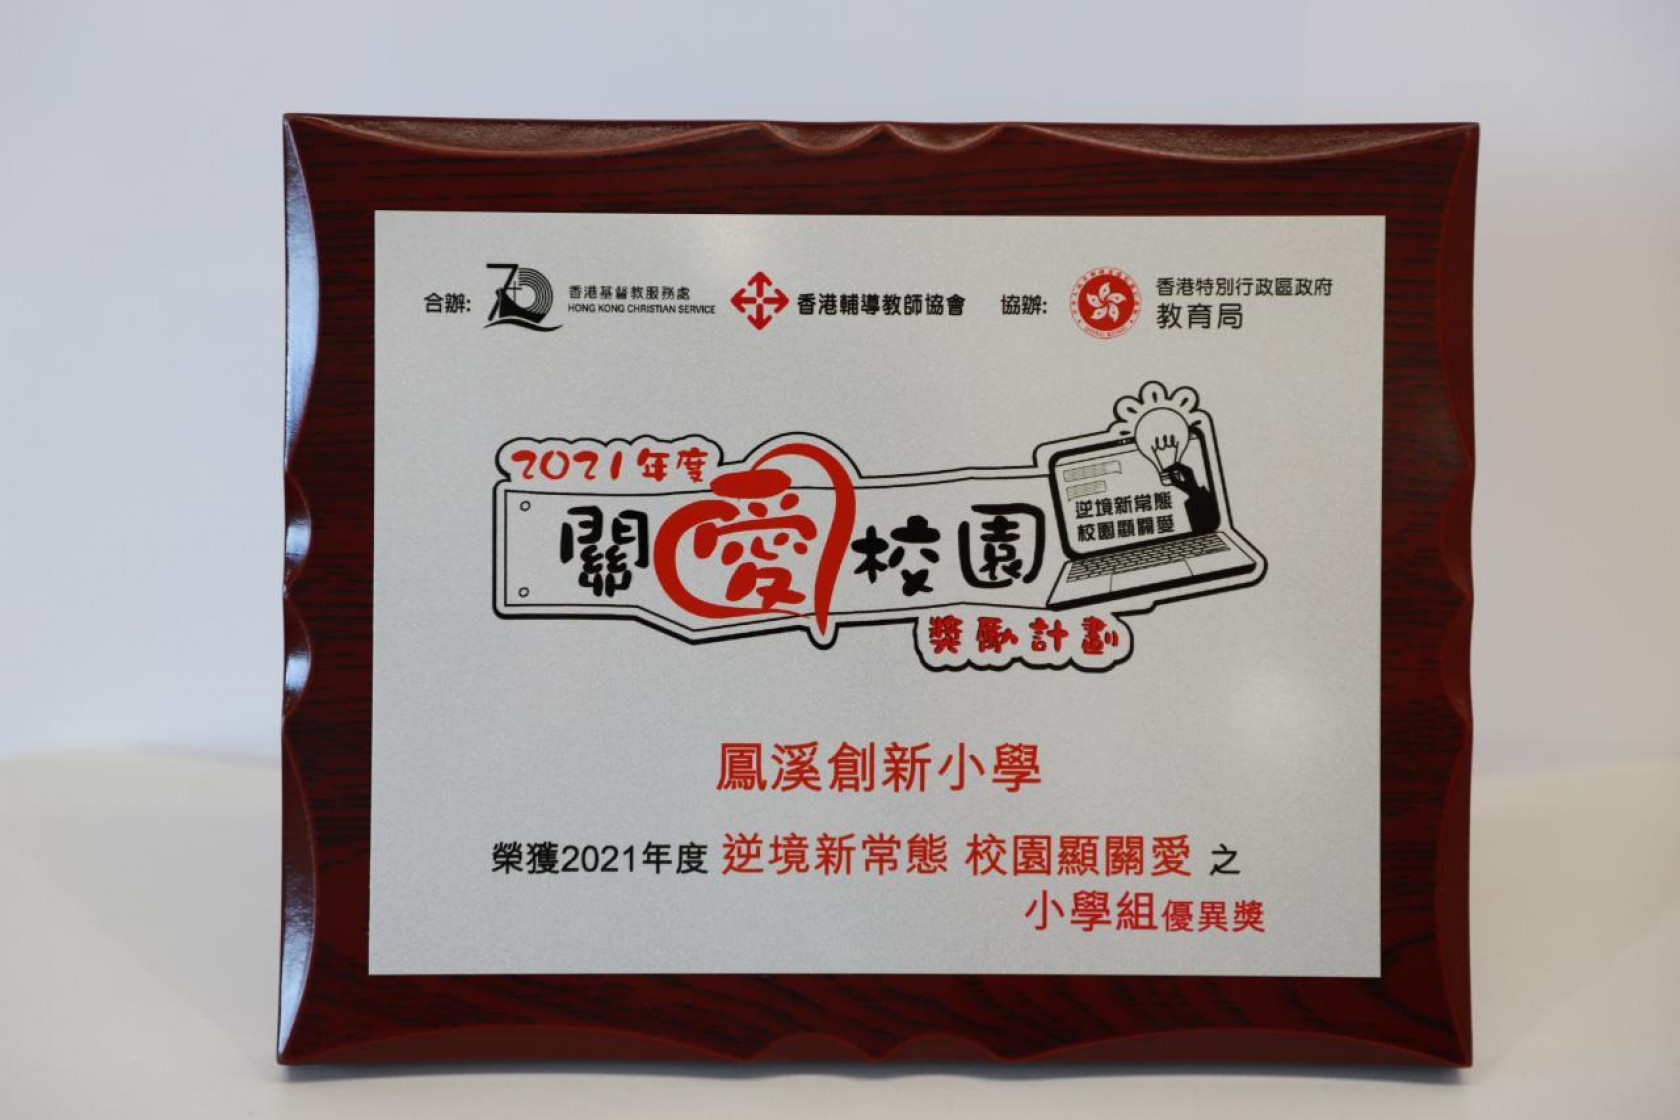 合辦: 70 香港基督教服務處
HONG KONG CHRISTIAN SERVICE
香港輔導教師協會
協辦:
香港特別行政區政府
教育局
HONG KONG
2021年度
關愛校園
逆境新常態
校園顯關愛
獎勵計劃
鳳溪創新小學
榮獲2021年度 逆境新常態 校園顯關愛 之
小學組優異獎